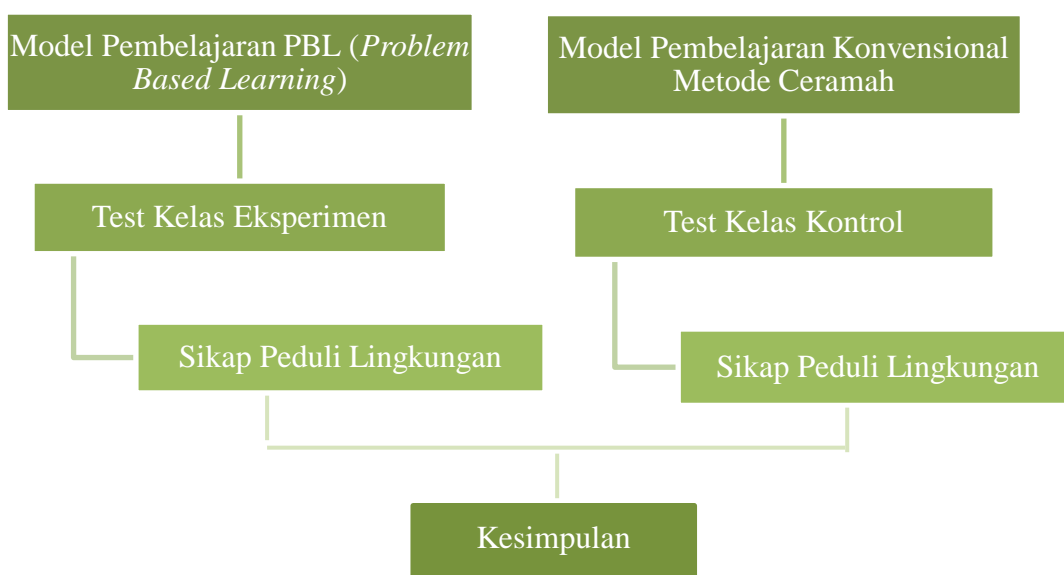 Model Pembelajaran PBL (Problem
Based Learning)
Model Pembelajaran Konvensional
Metode Ceramah
Test Kelas Eksperimen
Test Kelas Kontrol
Sikap Peduli Lingkungan
Sikap Peduli Lingkungan
Kesimpulan